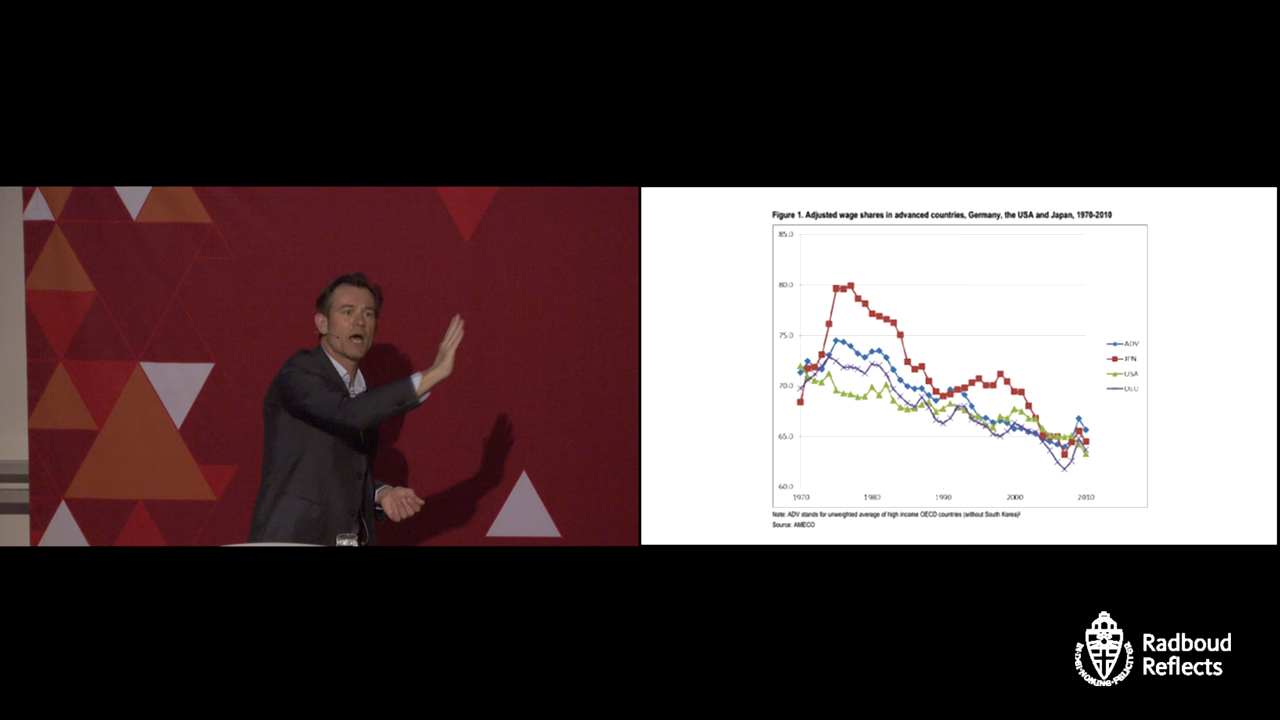 Figure 1. Adjusted wage shares in advanced countries, Germany, the USA and Japan, 1970-2010
85.0
80.0
75.0
70.0
65.0
60.0
1970 1980 1990 2000 2010
ADV
JPN
USA
DEU
Note: ADV stands for unweighted average of high income OECD countries (without South Korea)
Source: AMECO
Radboud
Reflects